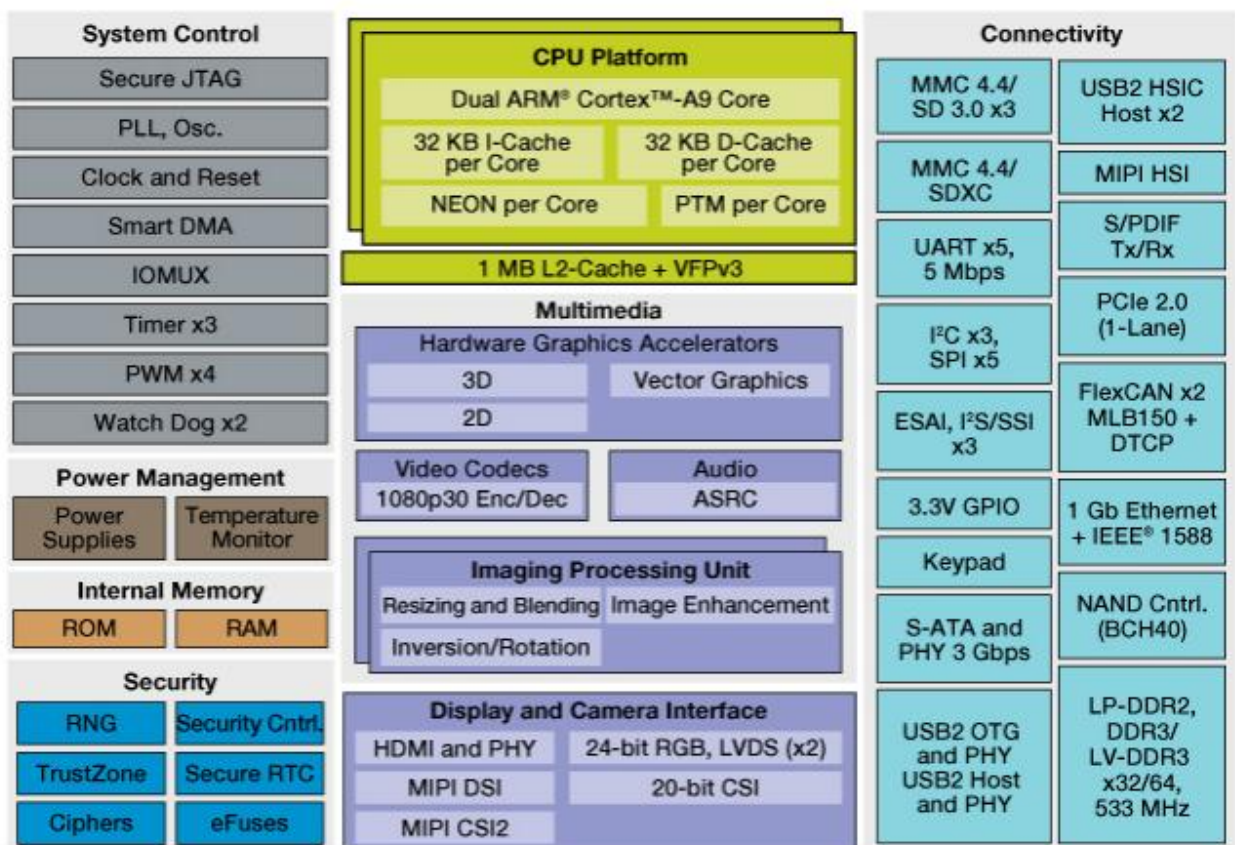 System Control
Secure JTAG
PLL, Osc.
Clock and Reset
Smart DMA
IOMUX
Timer x3
PWM x4
Watch Dog x2
Power Management
Power
Supplies
Temperature
Monitor
Internal Memory
ROM
RAM
Security
RNG
Security Cntrl.
TrustZone
Secure RTC
Ciphers
eFuses
CPU Platform
Dual ARM® Cortex™-A9 Core
32 KB I-Cache
per Core
32 KB D-Cache
per Core
NEON per Core
PTM per Core
1 MB L2-Cache + VFPv3
Multimedia
Hardware Graphics Accelerators
3D
Vector Graphics
2D
Video Codecs
1080p30 Enc/Dec
Audio
ASRC
Imaging Processing Unit
Resizing and Blending
Image Enhancement
Inversion/Rotation
Display and Camera Interface
HDMI and PHY
24-bit RGB, LVDS (x2)
MIPI DSI
20-bit CSI
MIPI CSI2
Connectivity
MMC 4.4/
SD 3.0 x3
MMC 4.4/
SDXC
UART x5,
5 Mbps
I²C x3,
SPI x5
ESAI, I²S/SSI
x3
3.3V GPIO
Keypad
S-ATA and
PHY 3 Gbps
USB2 OTG
and PHY
USB2 Host
and PHY
USB2 HSIC
Host x2
MIPI HSI
S/PDIF
Tx/Rx
PCIe 2.0
(1-Lane)
FlexCAN x2
MLB150 +
DTCP
1 Gb Ethernet
+ IEEE® 1588
NAND Cntrl.
(BCH40)
LP-DDR2,
DDR3/
LV-DDR3
x32/64,
533 MHz